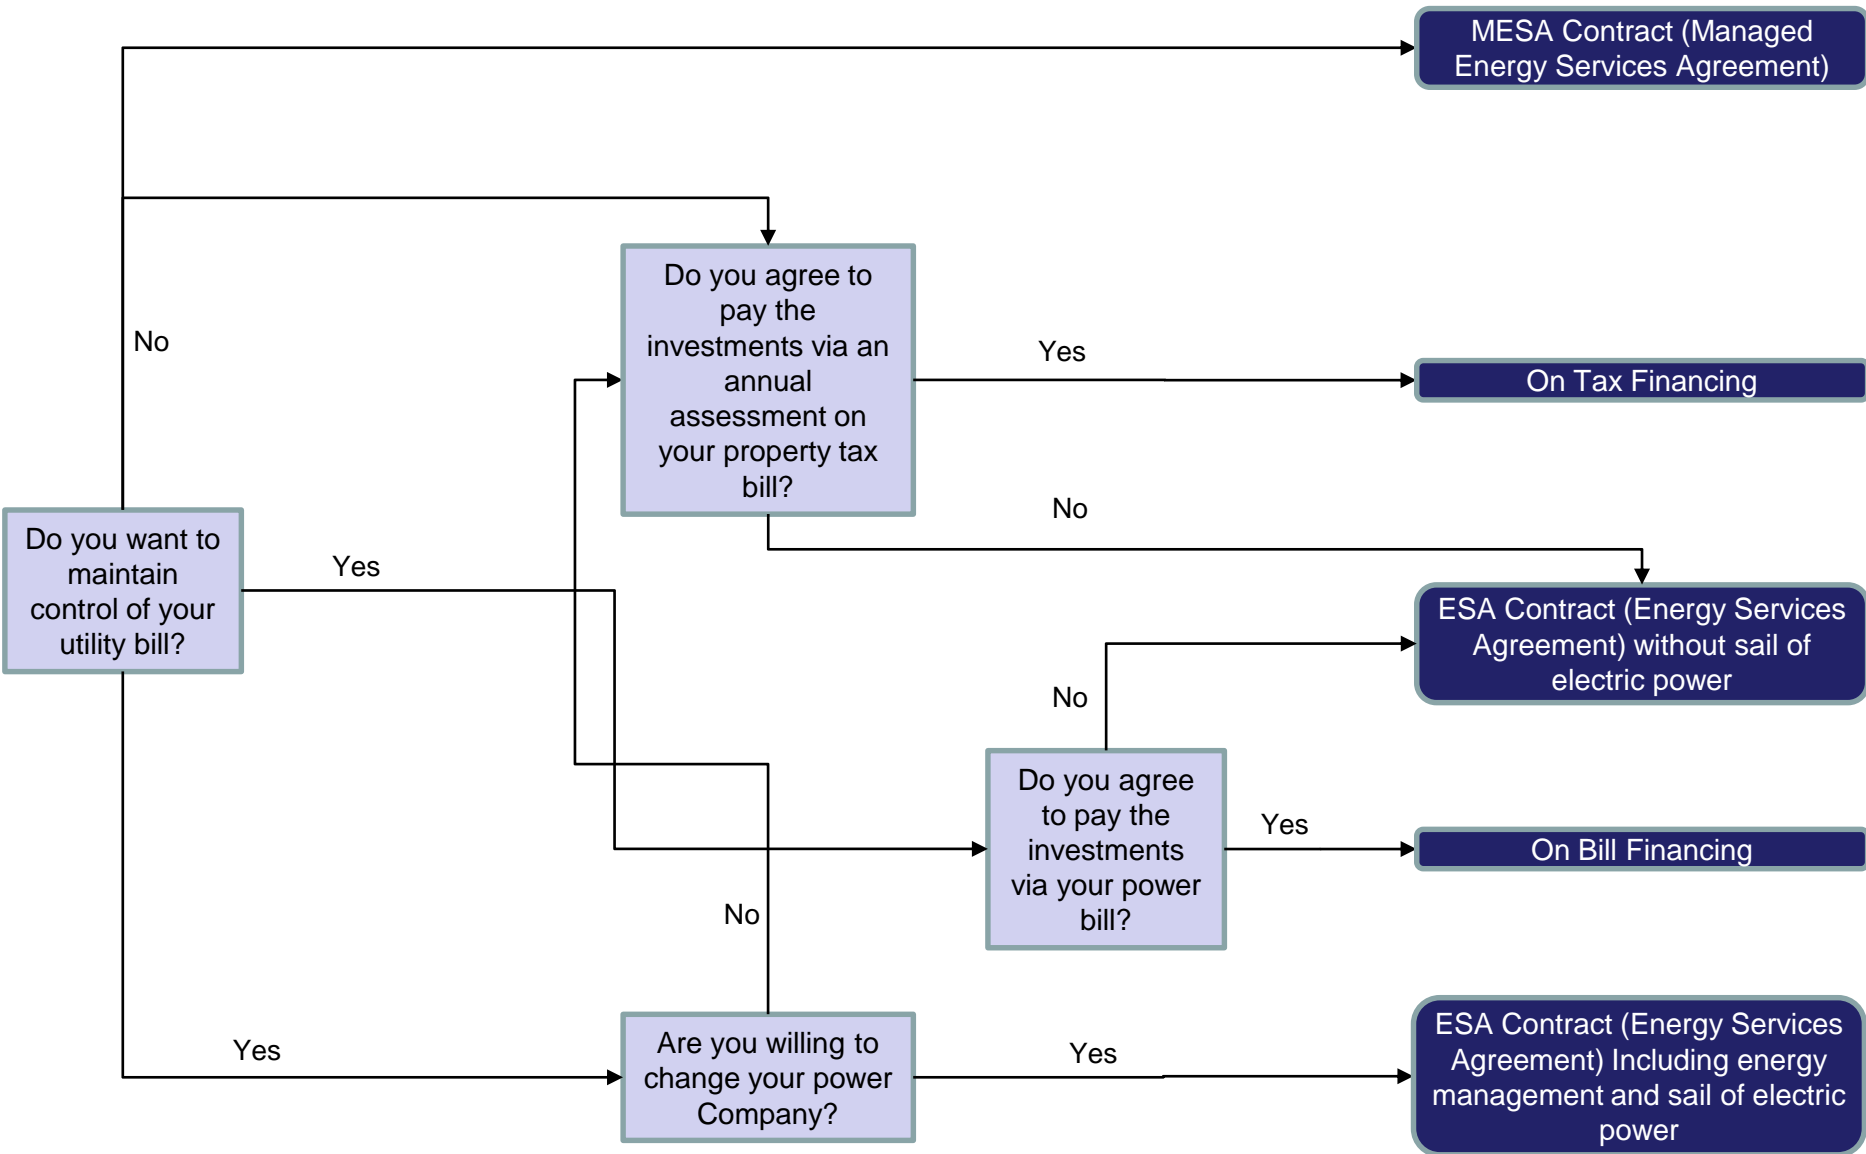 MESA Contract (Managed
Energy Services Agreement)
No
Do you agree to
pay the
investments via an
annual
assessment on
your property tax
bill?
Yes
On Tax Financing
No
Do you want to
maintain
control of your
utility bill?
Yes
ESA Contract (Energy Services
Agreement) without sail of
electric power
No
Do you agree
to pay the
investments
via your power
bill?
Yes
On Bill Financing
No
Yes
Are you willing to
change your power
Company?
Yes
ESA Contract (Energy Services
Agreement) Including energy
management and sail of electric
power